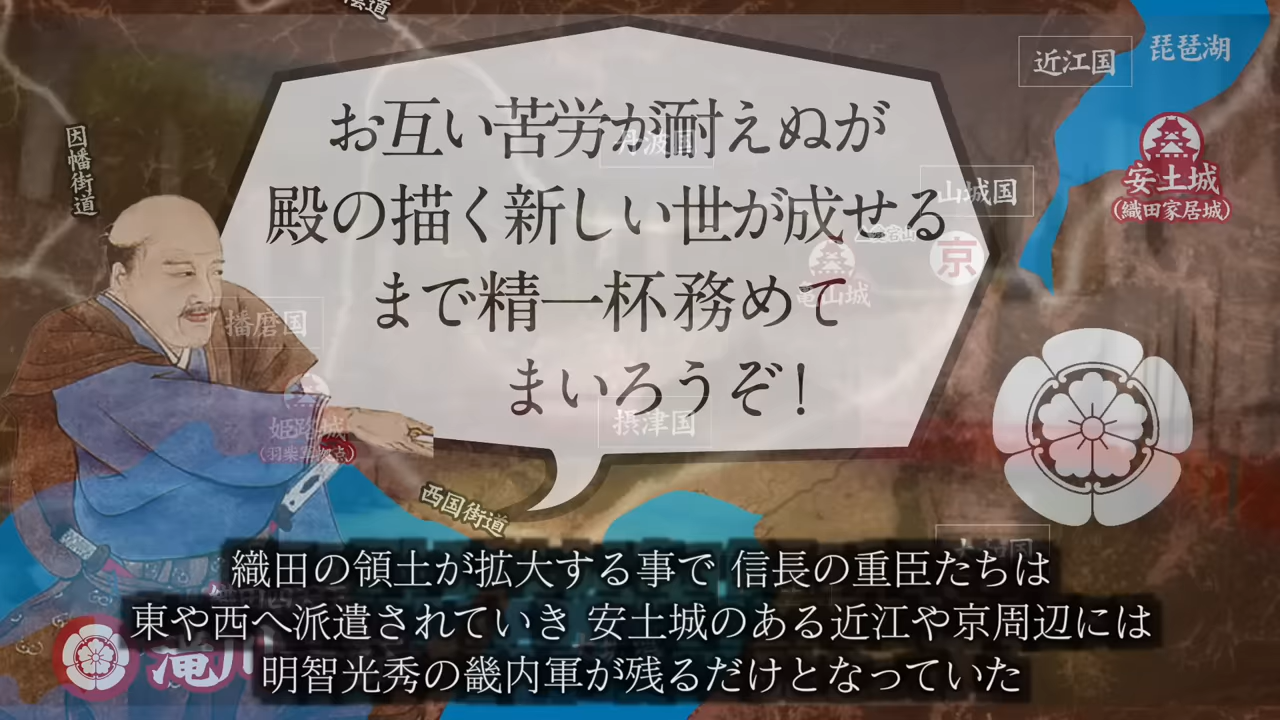 因幡街道
近江国
琵琶湖
お互い苦労が耐えぬが
殿の描く新しい世が成せる
まで精一杯務めて
まいろうぞ!
丹波国
山城国
安土城
(織田家居城)
京
亀山城
播磨国
姫路城
摂津国
西国街道
織田の領土が拡大する事で 信長の重臣たちは
東や西へ派遣されていき 安土城のある近江や京周辺には
明智光秀の畿内軍が残るだけとなっていた